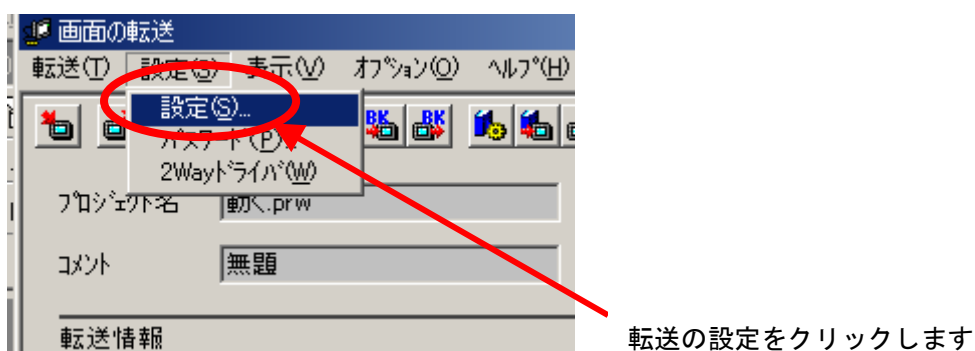 画面の転送
転送(T) 設定(S) 表示(V) オプション(O) ヘルプ(H)
設定(S)...
BK BK
パスワード(P)...
2Wayドライバ(W)
プロジェクト名 動く.prw
コメント 無題
転送情報
転送の設定をクリックします